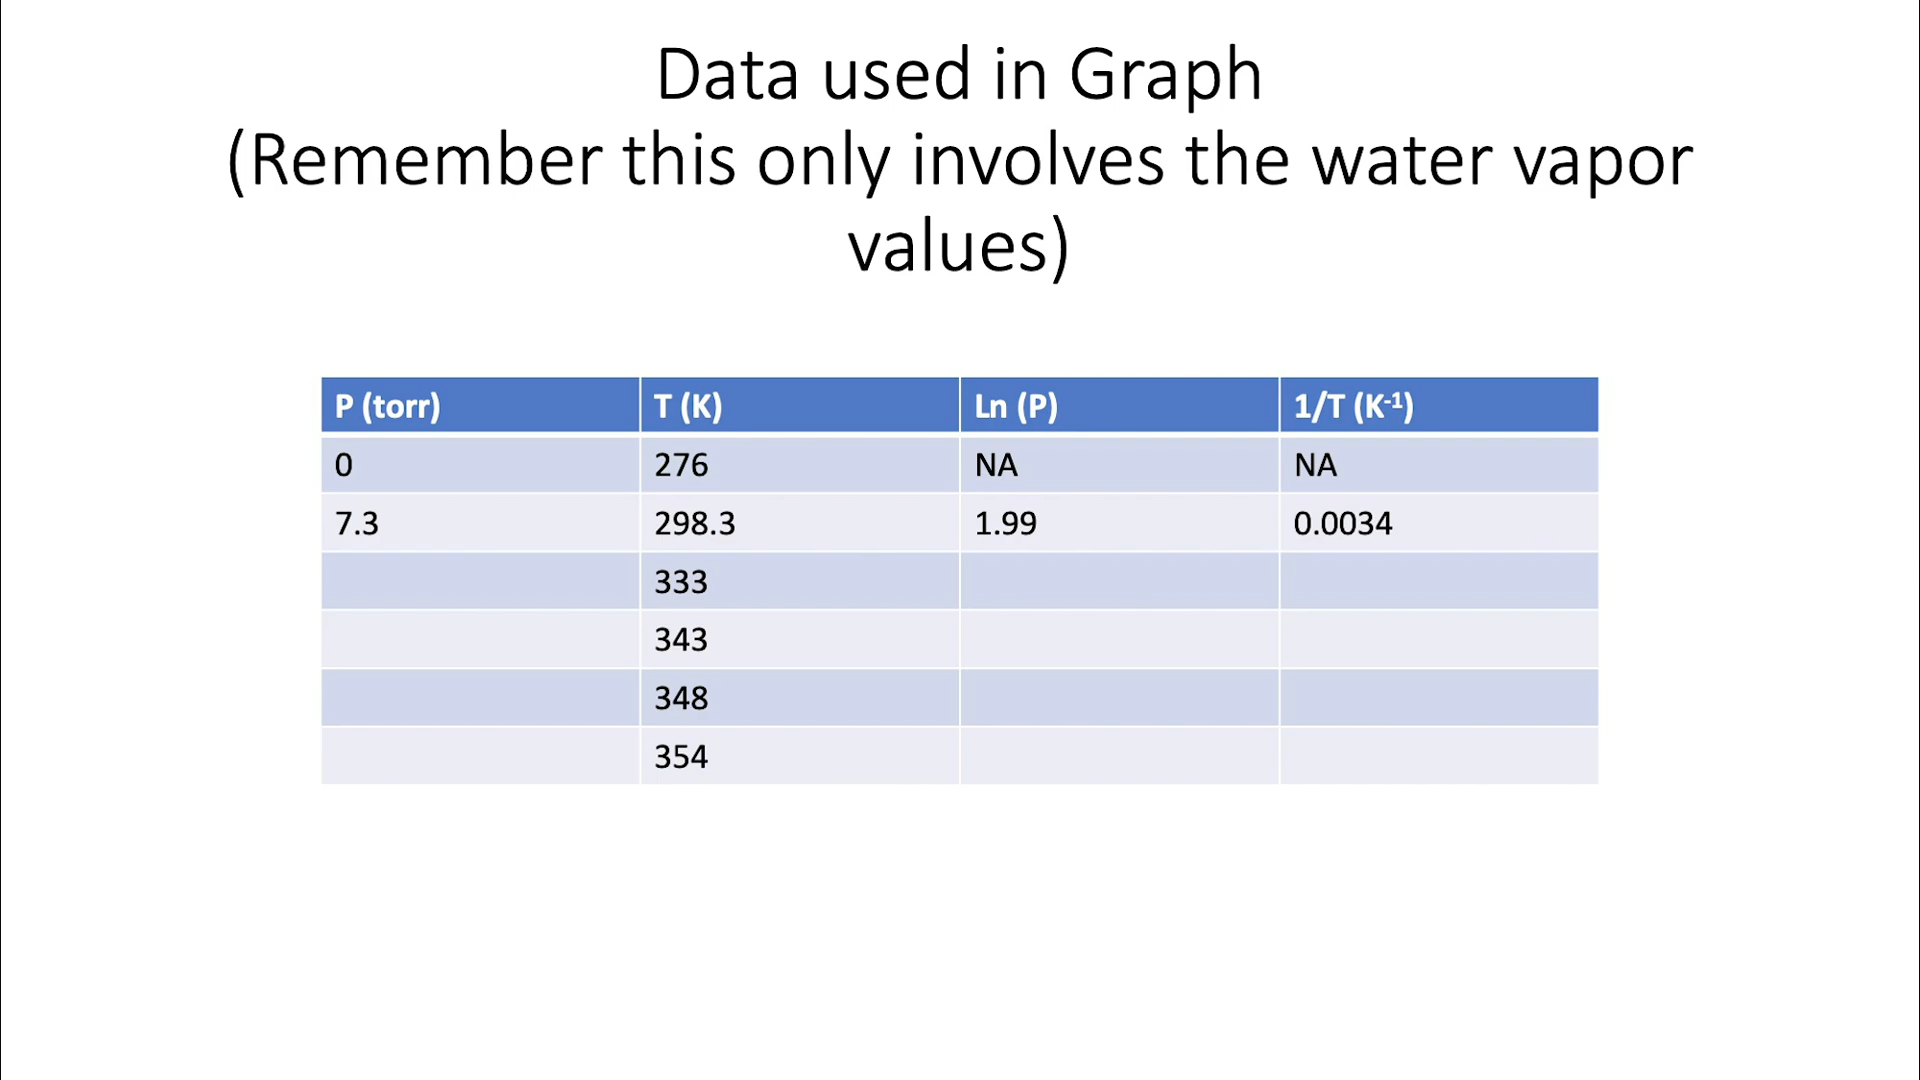 Data used in Graph
(Remember this only involves the water vapor
values)
P (torr) T (K) Ln (P) 1/T (K⁻¹)
0 276 NA NA
7.3 298.3 1.99 0.0034
333
343
348
354